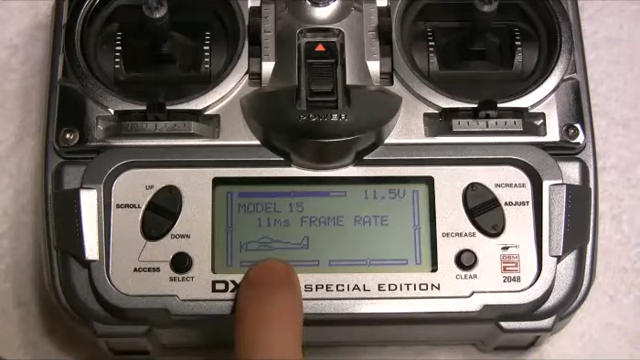 POWER
UP
SCROLL
DOWN
ACCESS
SELECT
11.5V
MODEL 15
11ms FRAME RATE
INCREASE
ADJUST
DECREASE
CLEAR
DSM
2
2048
SPECIAL EDITION